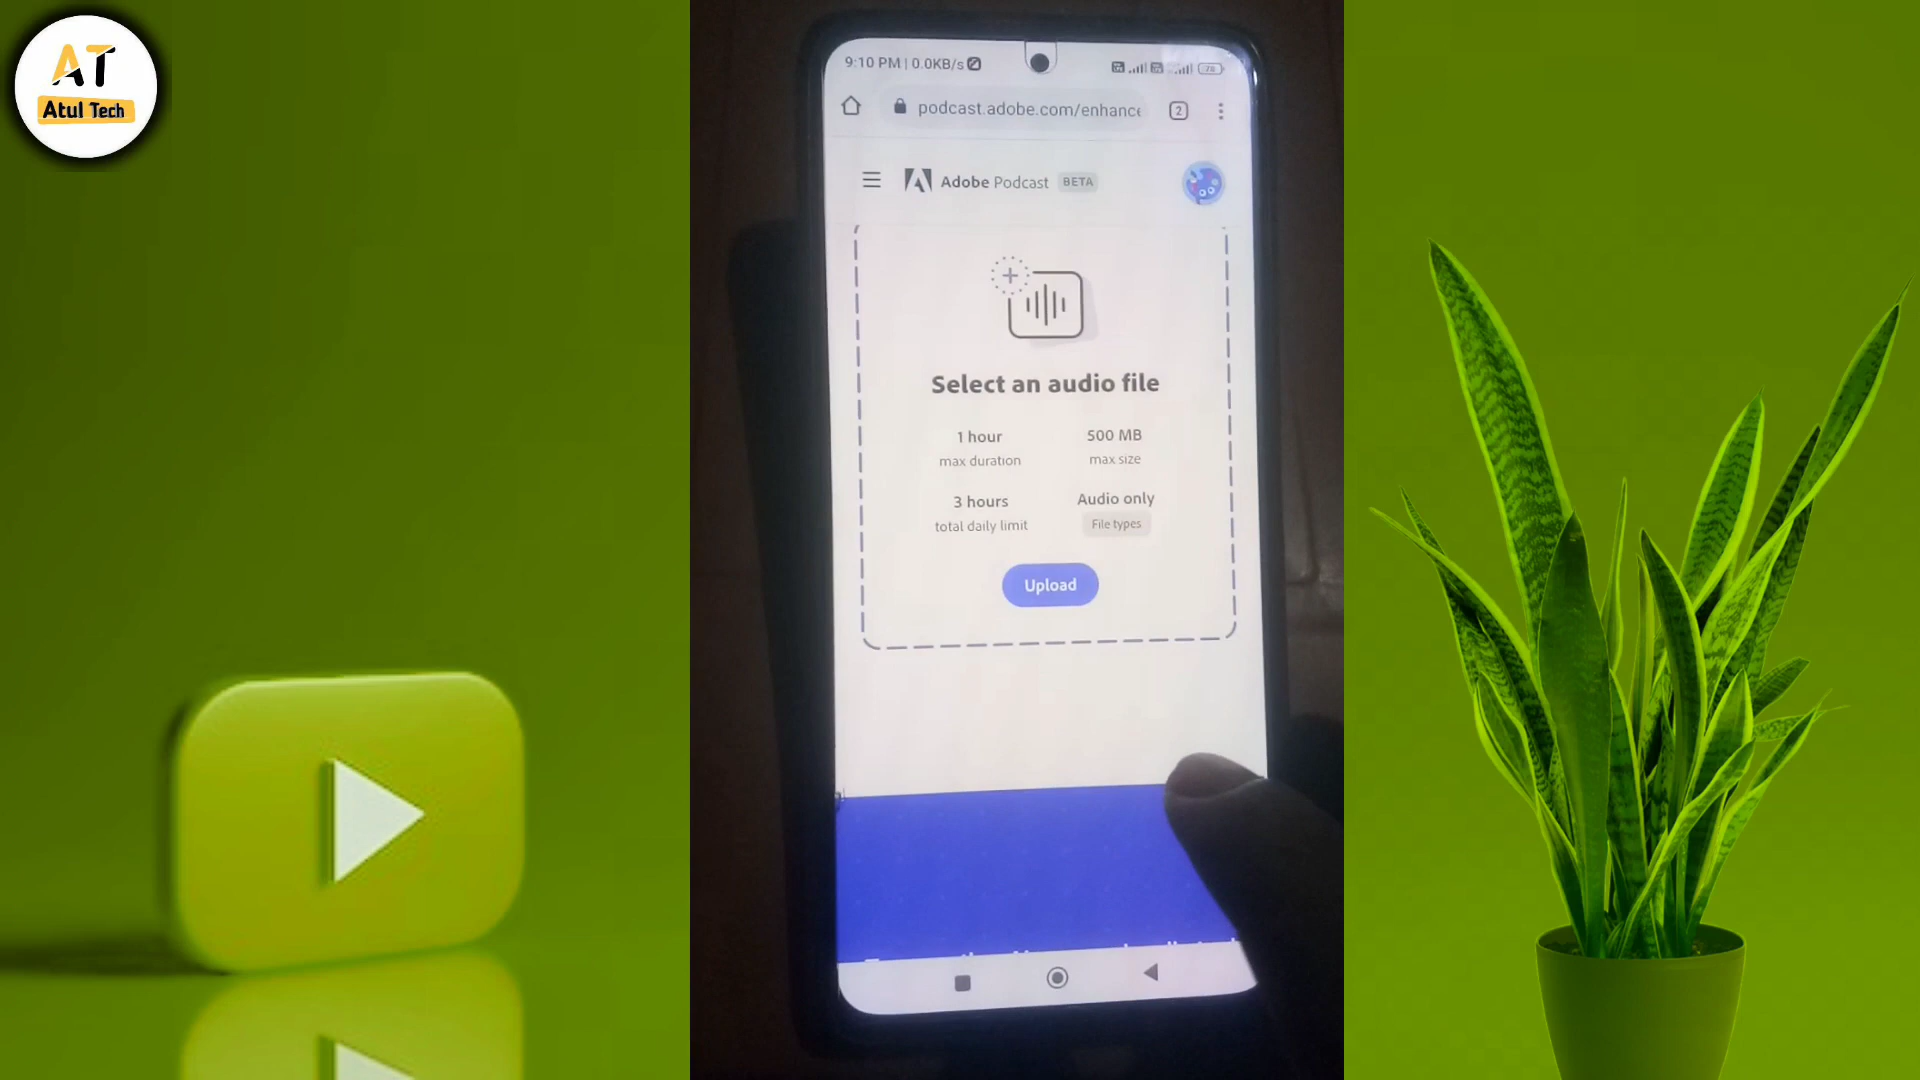 AT
Atul Tech
9:10 PM | 0.0KB/s
78
podcast.adobe.com/enhance
2
Adobe Podcast BETA
Select an audio file
1 hour
max duration
500 MB
max size
3 hours
total daily limit
Audio only
File types
Upload